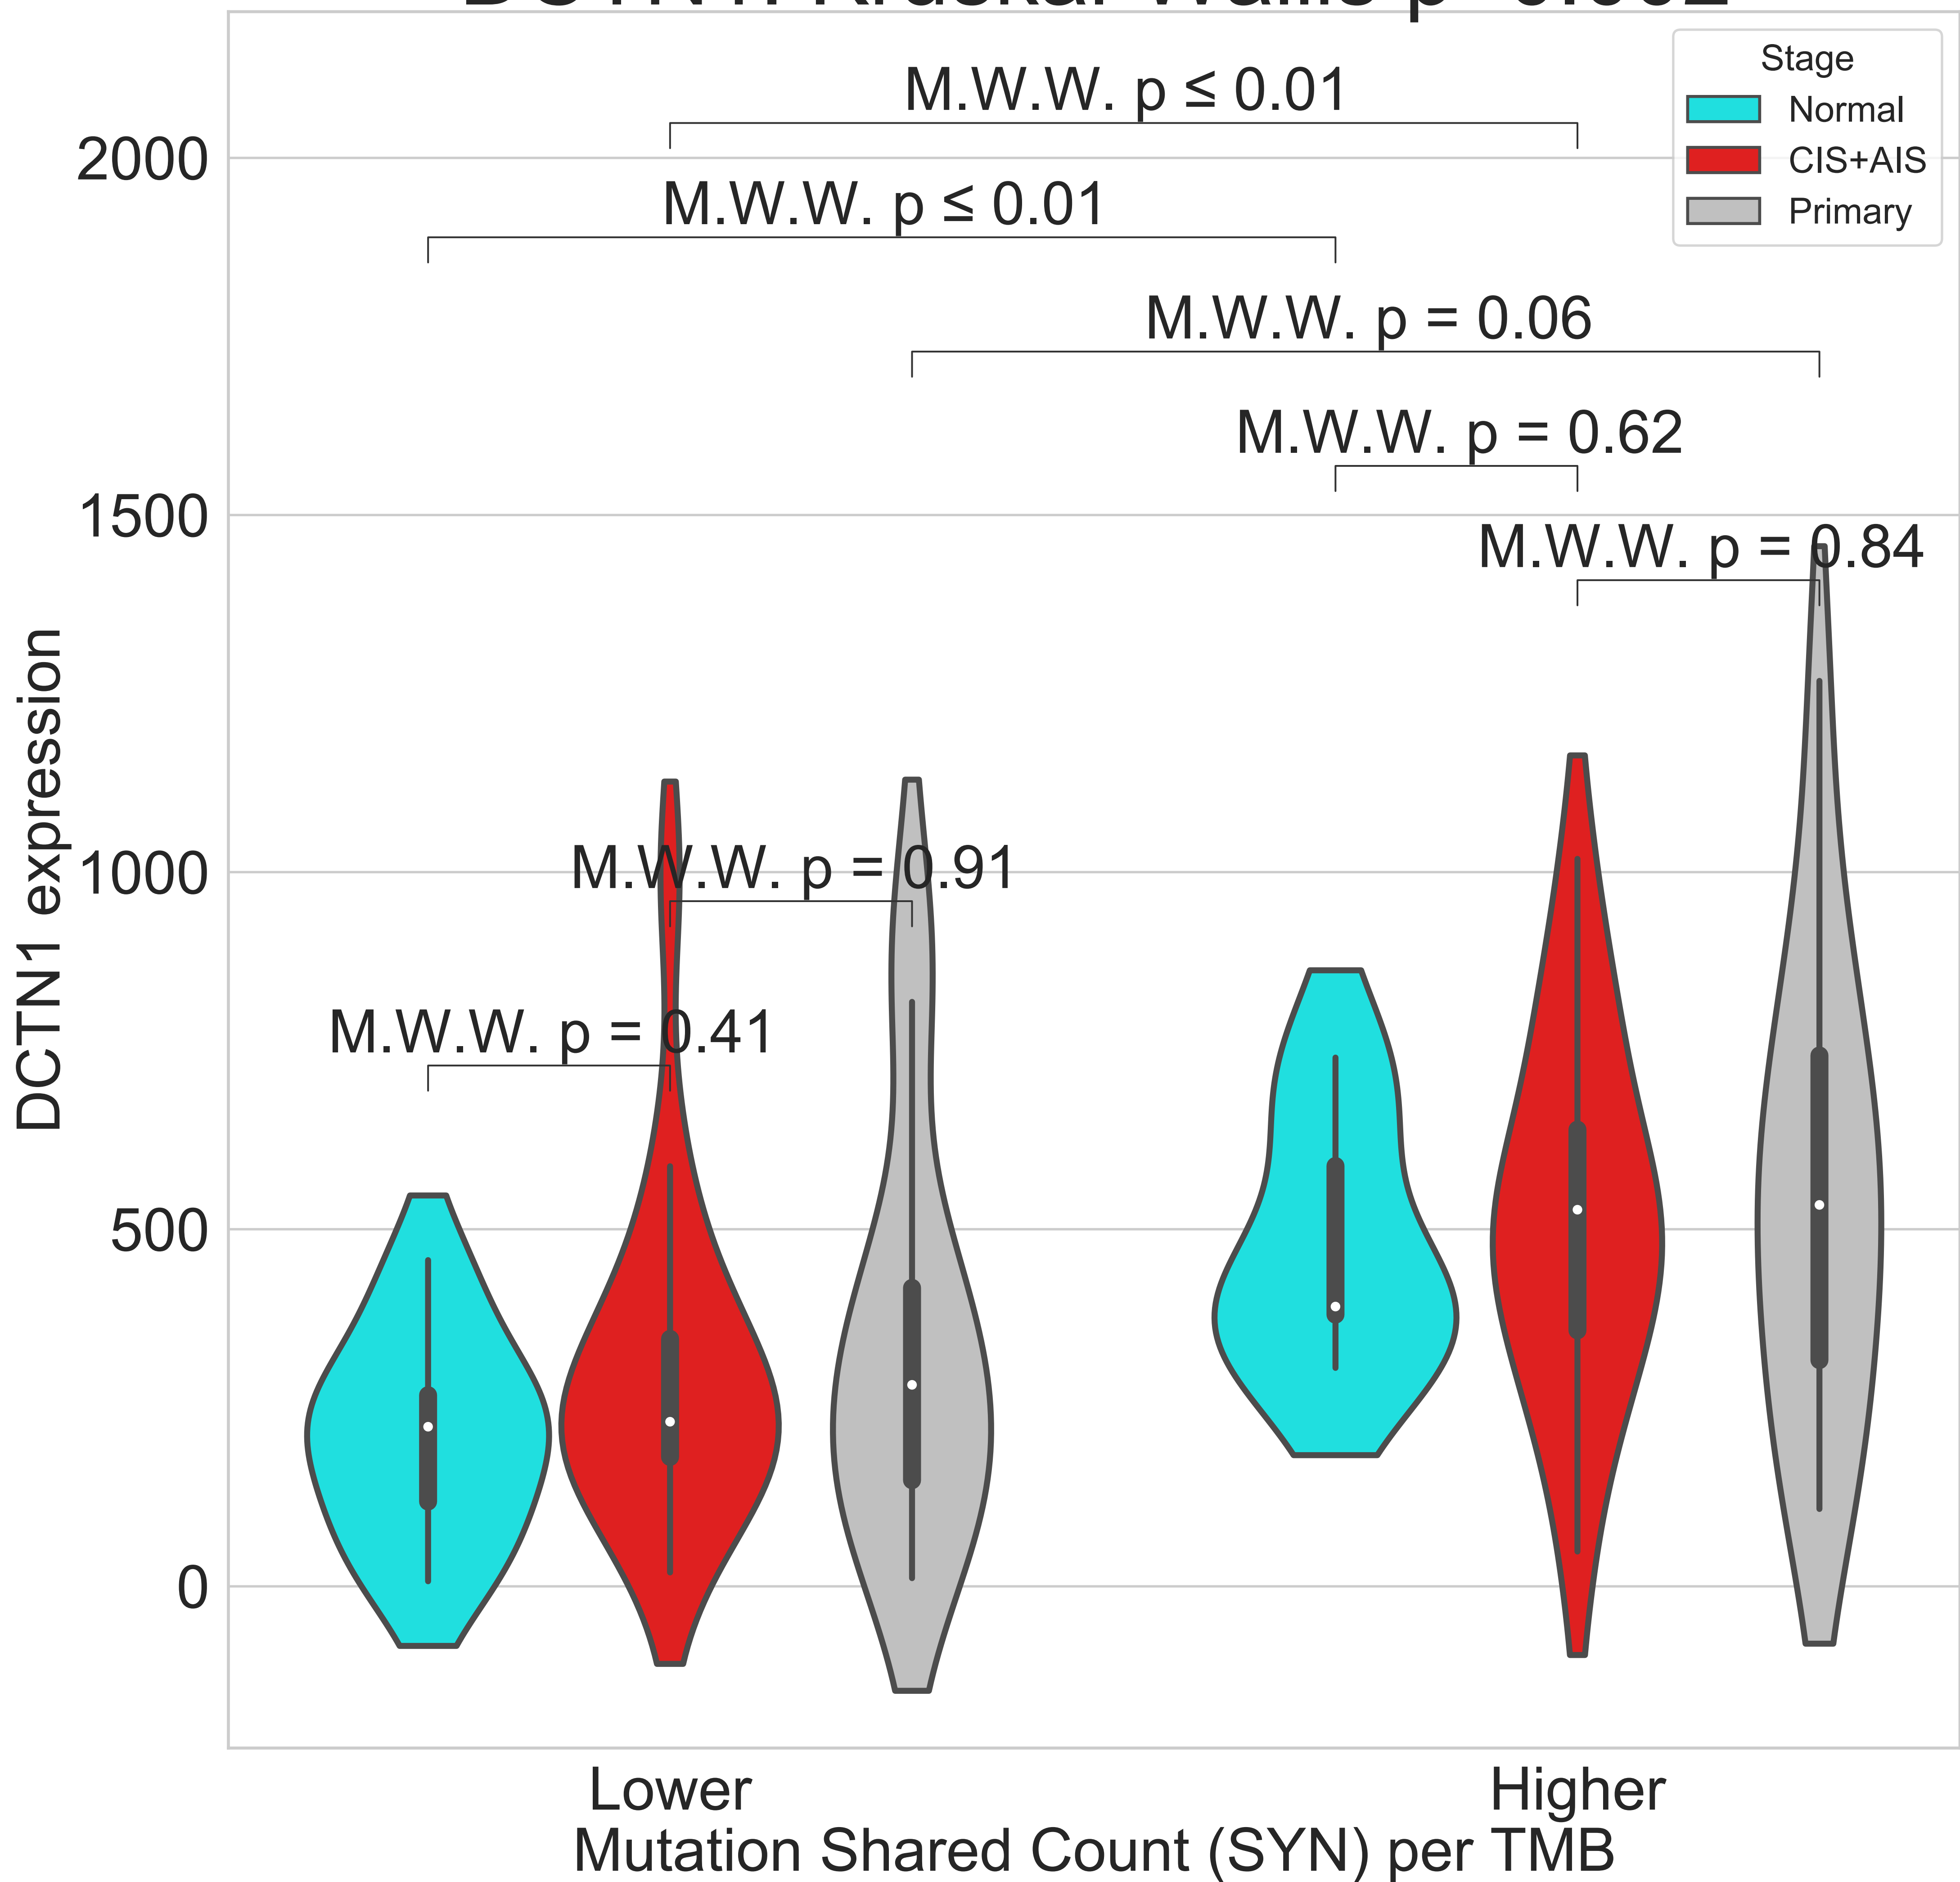 M.W.W. p ≤ 0.01
Stage
Normal
CIS+AIS
Primary
2000
M.W.W. p ≤ 0.01
M.W.W. p = 0.06
M.W.W. p = 0.62
1500
M.W.W. p = 0.84
DCTN1 expression
1000
M.W.W. p = 0.91
M.W.W. p = 0.41
500
0
Lower
Higher
Mutation Shared Count (SYN) per TMB